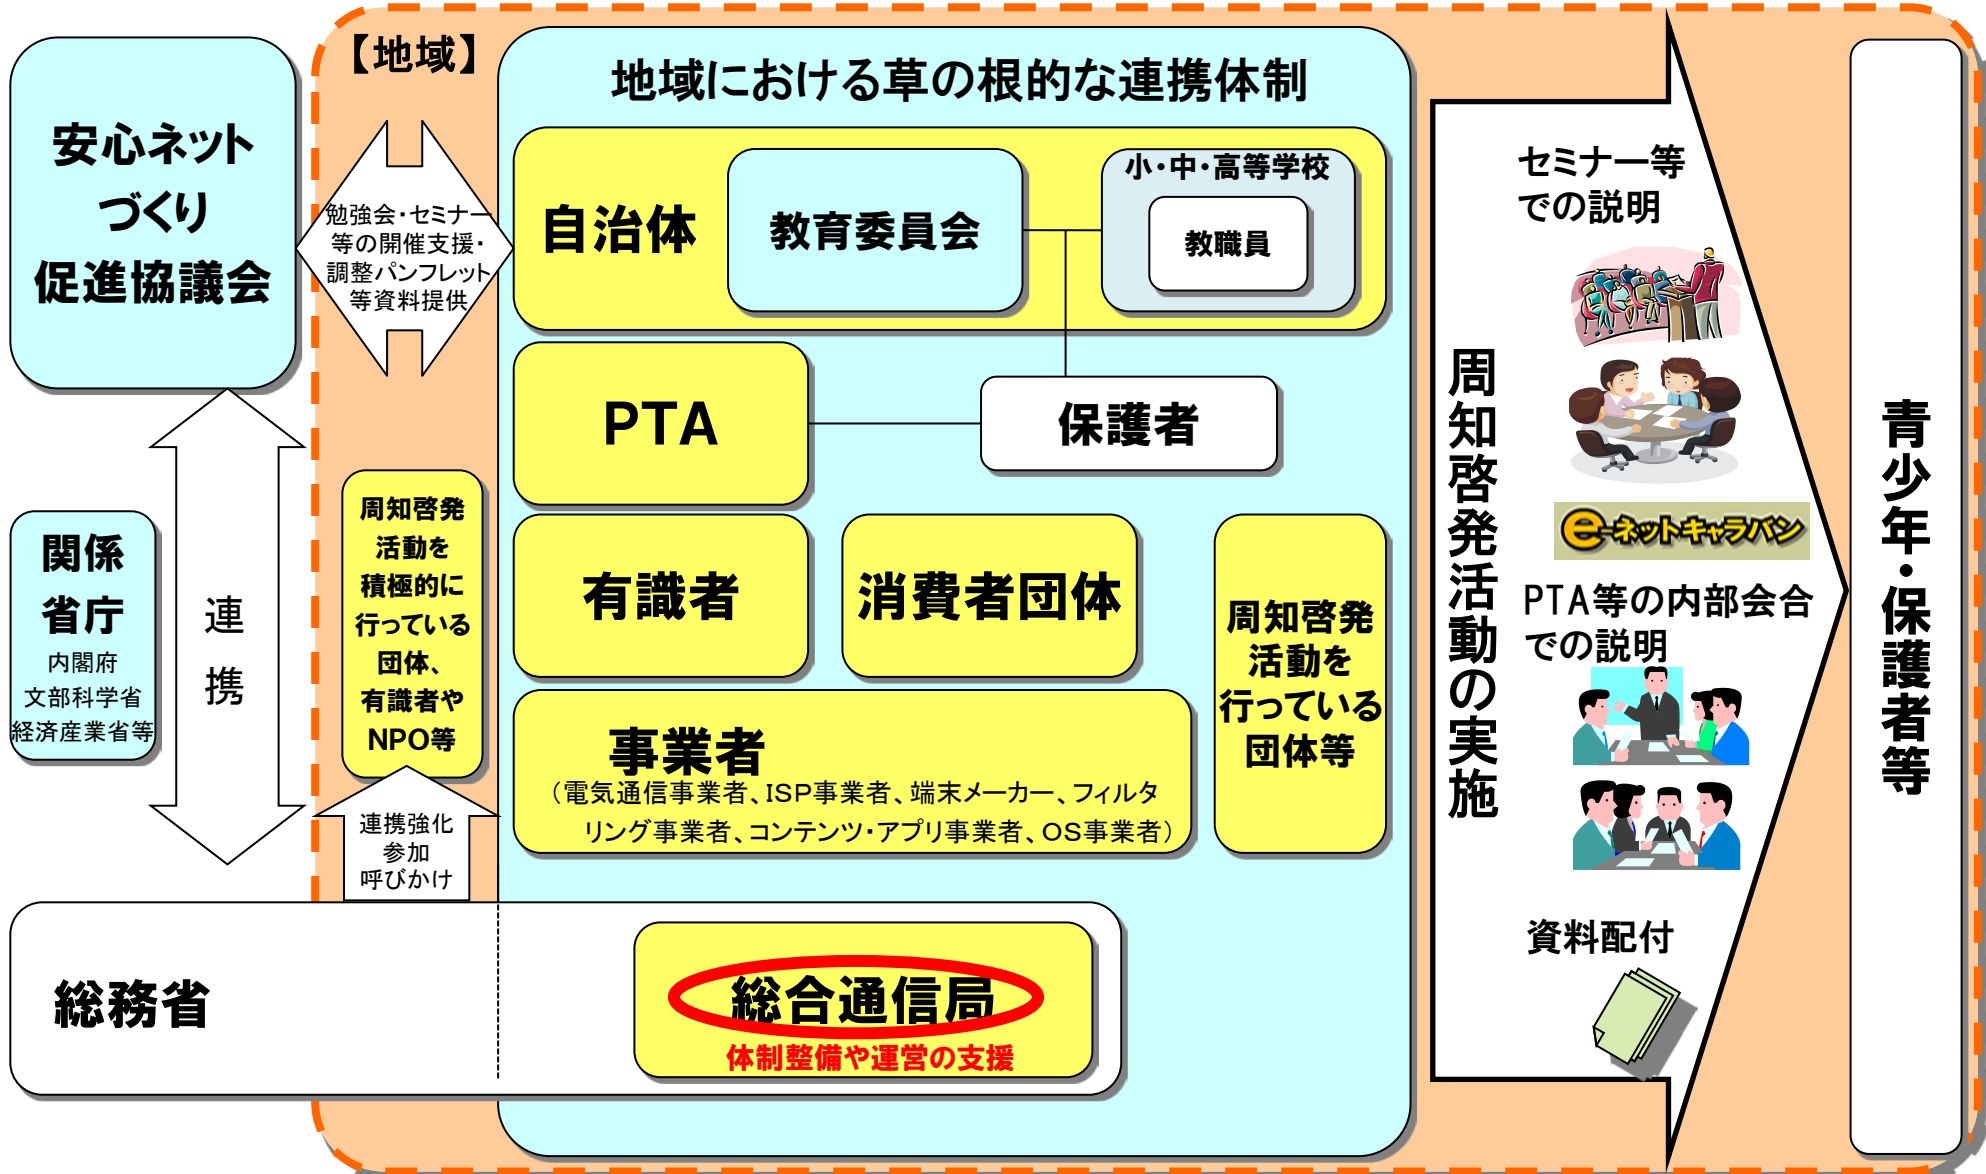 【地域】
地域における草の根的な連携体制
安心ネット
づくり
促進協議会
勉強会・セミナー
等の開催支援・
調整パンフレット
等資料提供
自治体
教育委員会
小・中・高等学校
教職員
PTA
保護者
関係
省庁
内閣府
文部科学省
経済産業省等
連
携
周知啓発
活動を
積極的に
行っている
団体、
有識者や
NPO等
有識者
消費者団体
周知啓発
活動を
行っている
団体等
事業者
（電気通信事業者、ISP事業者、端末メーカー、フィルタ
リング事業者、コンテンツ・アプリ事業者、OS事業者）
連携強化
参加
呼びかけ
総務省
総合通信局
体制整備や運営の支援
周知啓発活動の実施
セミナー等
での説明
e-ネットキャラバン
PTA等の内部会合
での説明
資料配付
青少年・保護者等